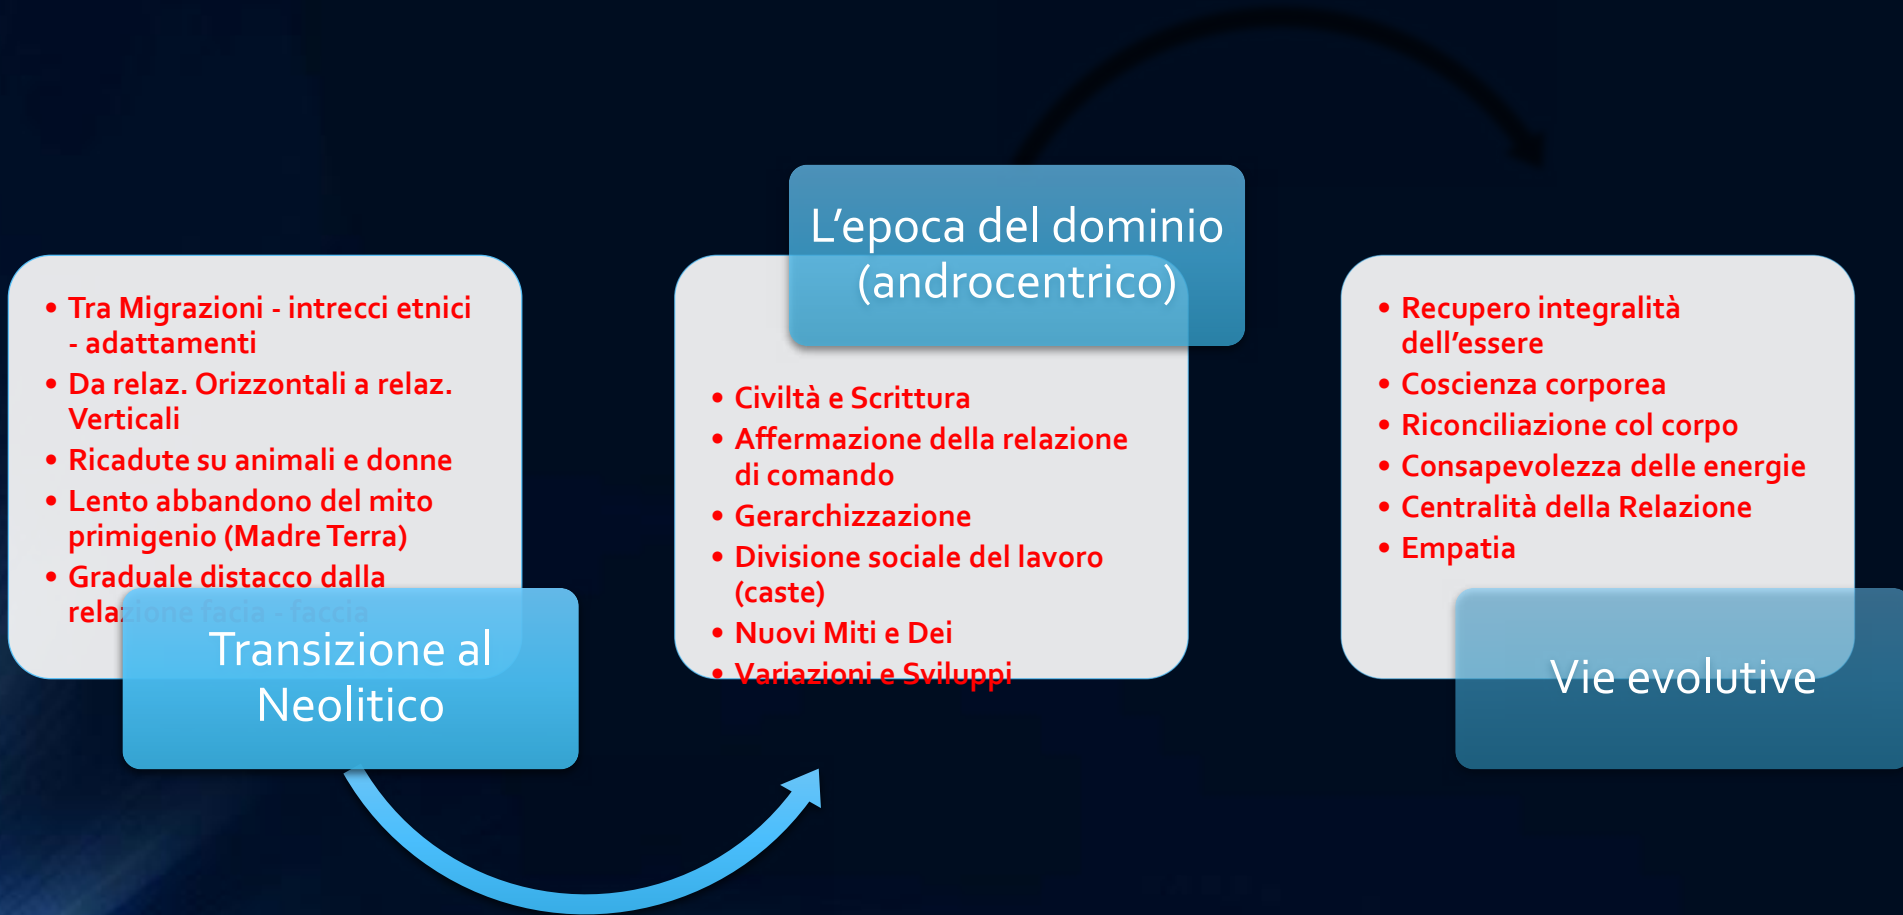 • Tra Migrazioni - intrecci etnici
- adattamenti
• Da relaz. Orizzontali a relaz.
Verticali
• Ricadute su animali e donne
• Lento abbandono del mito
primigenio (Madre Terra)
• Graduale distacco dalla
relazione facia - faccia
Transizione al
Neolitico
L'epoca del dominio
(androcentrico)
• Civiltà e Scrittura
• Affermazione della relazione
di comando
• Gerarchizzazione
• Divisione sociale del lavoro
(caste)
• Nuovi Miti e Dei
• Variazioni e Sviluppi
• Recupero integralità
dell'essere
• Coscienza corporea
• Riconciliazione col corpo
• Consapevolezza delle energie
• Centralità della Relazione
• Empatia
Vie evolutive